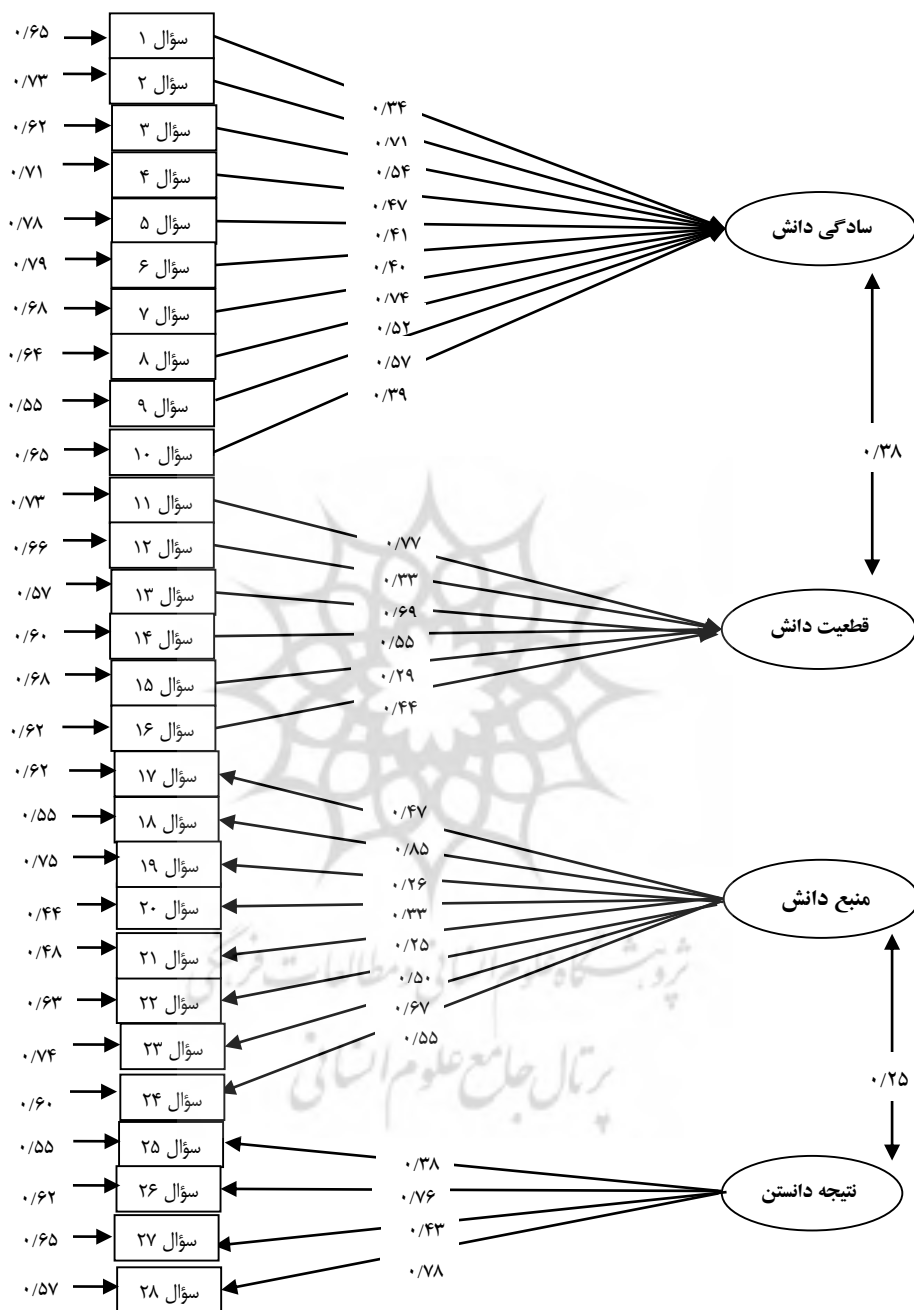 ۰/۶۵ سؤال ۱
۰/۷۳ سؤال ۲
۰/۶۲ سؤال ۳
۰/۷۱ سؤال ۴
۰/۷۸ سؤال ۵
۰/۷۹ سؤال ۶
۰/۶۸ سؤال ۷
۰/۶۴ سؤال ۸
۰/۵۵ سؤال ۹
۰/۶۵ سؤال ۱۰
۰/۷۳ سؤال ۱۱
۰/۶۶ سؤال ۱۲
۰/۵۷ سؤال ۱۳
۰/۶۰ سؤال ۱۴
۰/۶۸ سؤال ۱۵
۰/۶۲ سؤال ۱۶
۰/۶۲ سؤال ۱۷
۰/۵۵ سؤال ۱۸
۰/۷۵ سؤال ۱۹
۰/۴۴ سؤال ۲۰
۰/۴۸ سؤال ۲۱
۰/۶۳ سؤال ۲۲
۰/۷۴ سؤال ۲۳
۰/۶۰ سؤال ۲۴
۰/۵۵ سؤال ۲۵
۰/۶۲ سؤال ۲۶
۰/۶۵ سؤال ۲۷
۰/۵۷ سؤال ۲۸
۰/۳۴
۰/۷۱
۰/۵۴
۰/۴۷
۰/۴۱
۰/۴۰
۰/۷۴
۰/۵۲
۰/۵۷
۰/۳۹
سادگی دانش
۰/۳۸
۰/۷۷
۰/۳۳
۰/۶۹
۰/۵۵
۰/۲۹
۰/۴۴
قطعیت دانش
۰/۴۷
۰/۸۵
۰/۲۶
۰/۳۳
۰/۲۵
۰/۵۰
۰/۶۷
۰/۵۵
منبع دانش
۰/۲۵
۰/۳۸
۰/۷۶
۰/۴۳
۰/۷۸
نتیجه دانستن
پژوهشگاه علوم انسانی و مطالعات فرهنگی
پرتال جامع علوم انسانی